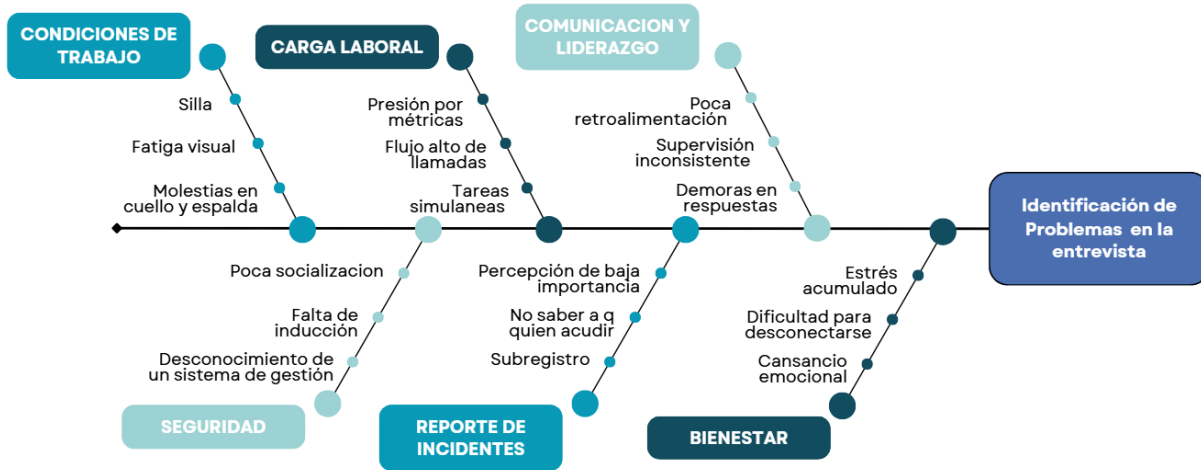 CONDICIONES DE
TRABAJO
Silla
Fatiga visual
Molestias en
cuello y espalda
CARGA LABORAL
Presión por
métricas
Flujo alto de
llamadas
Tareas
simulaneas
COMUNICACION Y
LIDERAZGO
Poca
retroalimentación
Supervisión
inconsistente
Demoras en
respuestas
Identificación de
Problemas en la
entrevista
Poca socializacion
Falta de
inducción
Desconocimiento de
un sistema de gestión
SEGURIDAD
Percepción de baja
importancia
No saber a q
quien acudir
Subregistro
REPORTE DE
INCIDENTES
Estrés
acumulado
Dificultad para
desconectarse
Cansancio
emocional
BIENESTAR